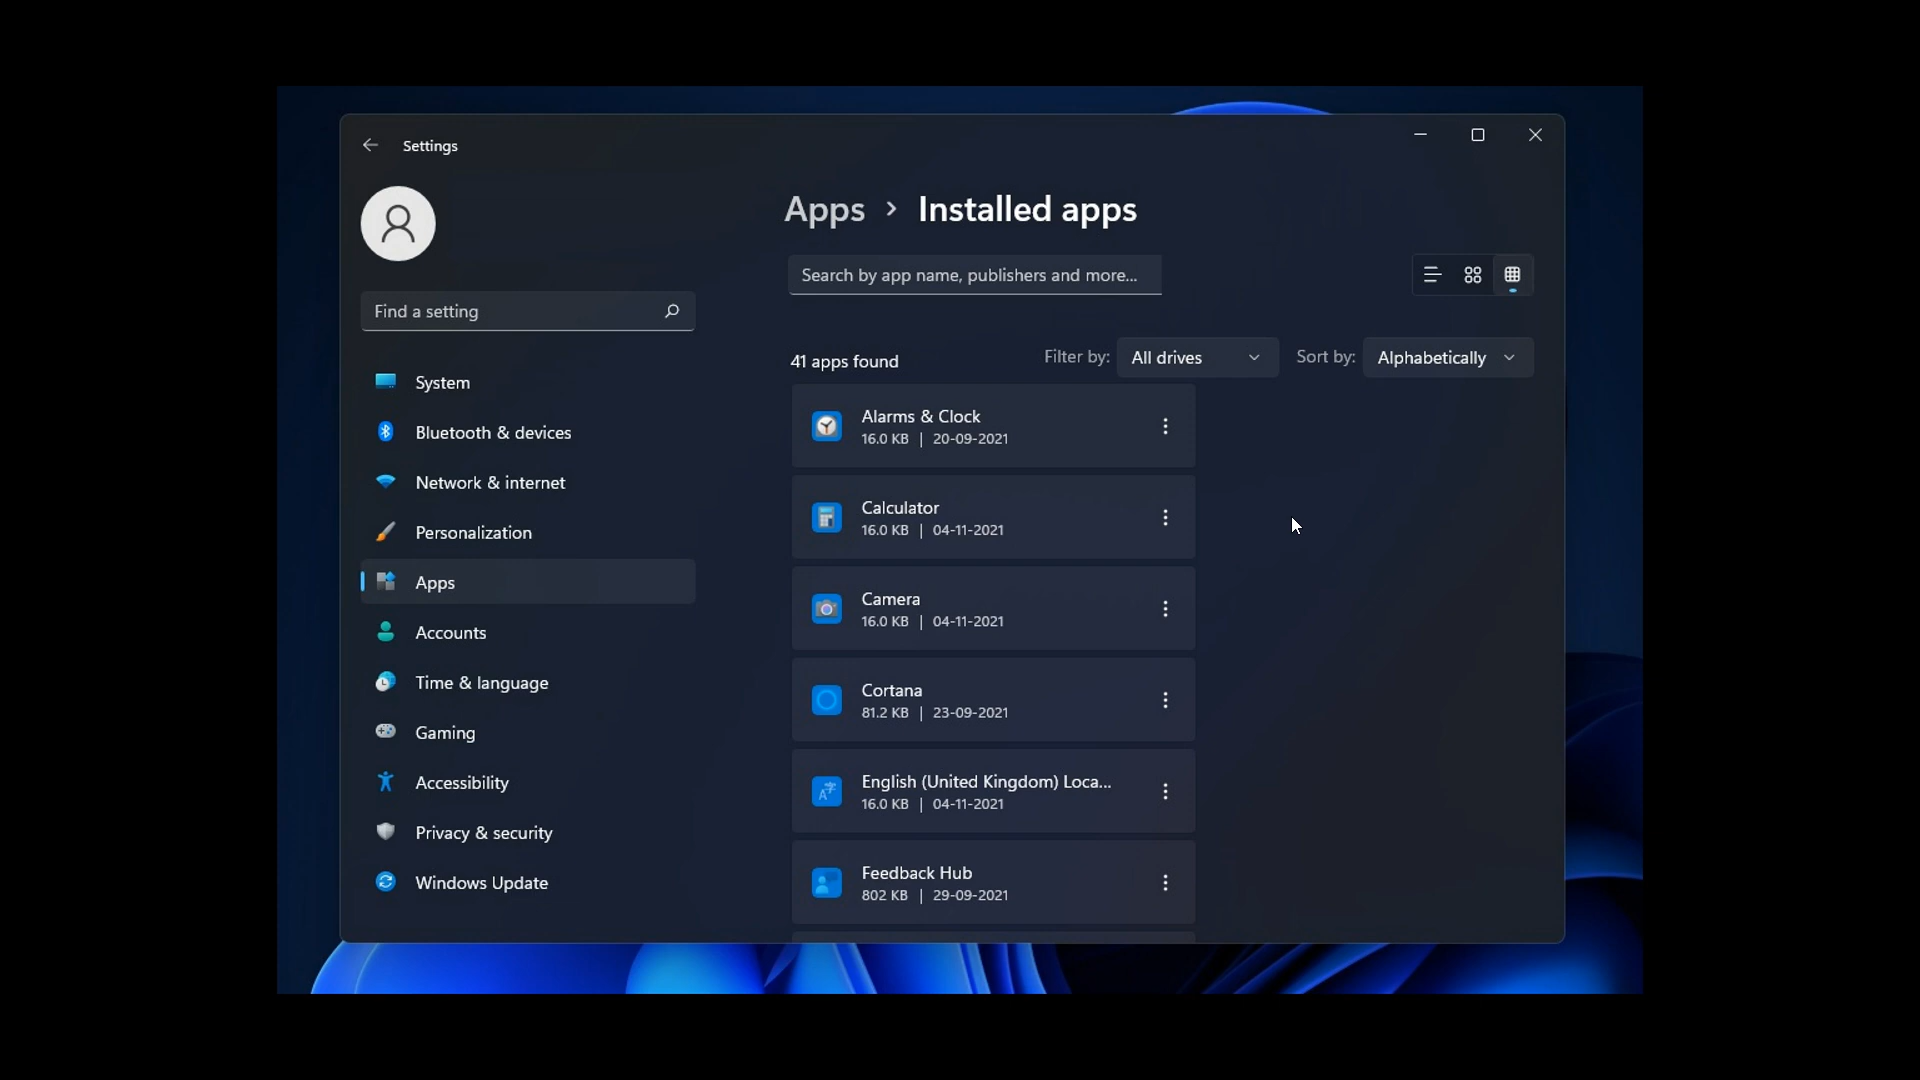 Settings
Apps > Installed apps
Search by app name, publishers and more...
Find a setting
41 apps found
Filter by: All drives
Sort by: Alphabetically
System
Bluetooth & devices
Network & internet
Personalization
Apps
Accounts
Time & language
Gaming
Accessibility
Privacy & security
Windows Update
Alarms & Clock
16.0 KB | 20-09-2021
Calculator
16.0 KB | 04-11-2021
Camera
16.0 KB | 04-11-2021
Cortana
81.2 KB | 23-09-2021
English (United Kingdom) Loca...
16.0 KB | 04-11-2021
Feedback Hub
802 KB | 29-09-2021